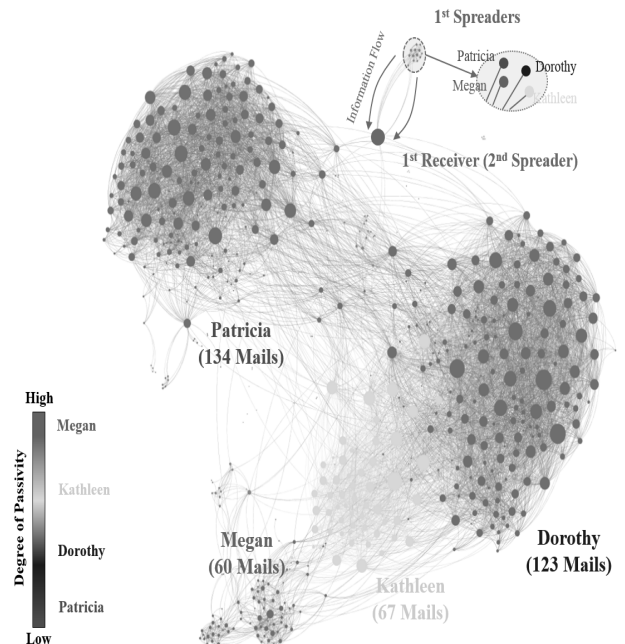 1st Spreaders
Patricia
Dorothy
Megan
Kathleen
Information Flow
1st Receiver (2nd Spreader)
Patricia
(134 Mails)
High
Megan
Kathleen
Dorothy
Patricia
Low
Degree of Passivity
Megan
(60 Mails)
Kathleen
(67 Mails)
Dorothy
(123 Mails)